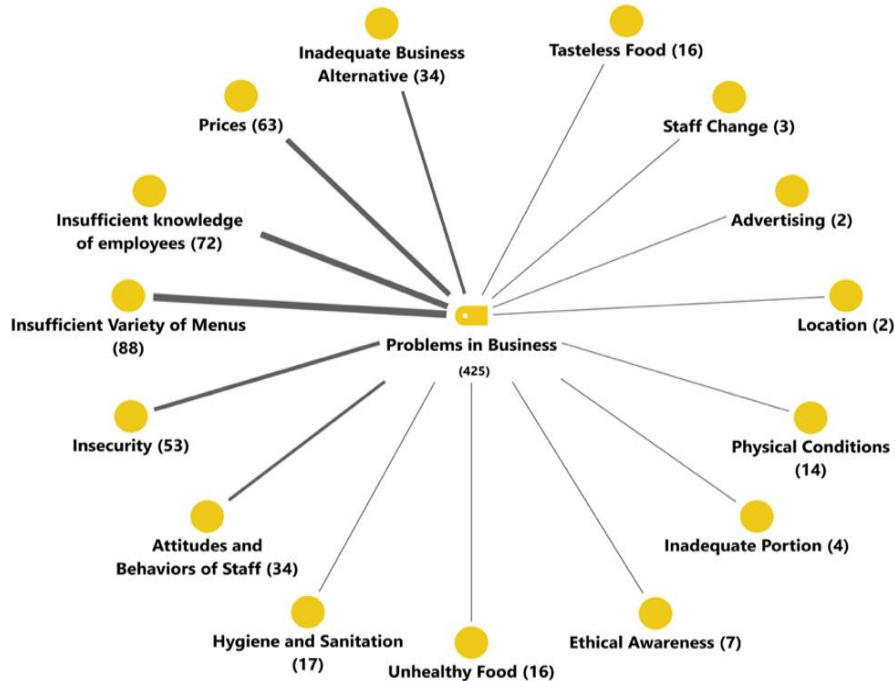 Inadequate Business
Alternative (34)
Tasteless Food (16)
Prices (63)
Staff Change (3)
Insufficient knowledge
of employees (72)
Advertising (2)
Insufficient Variety of Menus
(88)
Location (2)
Problems in Business
(425)
Insecurity (53)
Physical Conditions
(14)
Attitudes and
Behaviors of Staff (34)
Inadequate Portion (4)
Hygiene and Sanitation
(17)
Unhealthy Food (16)
Ethical Awareness (7)